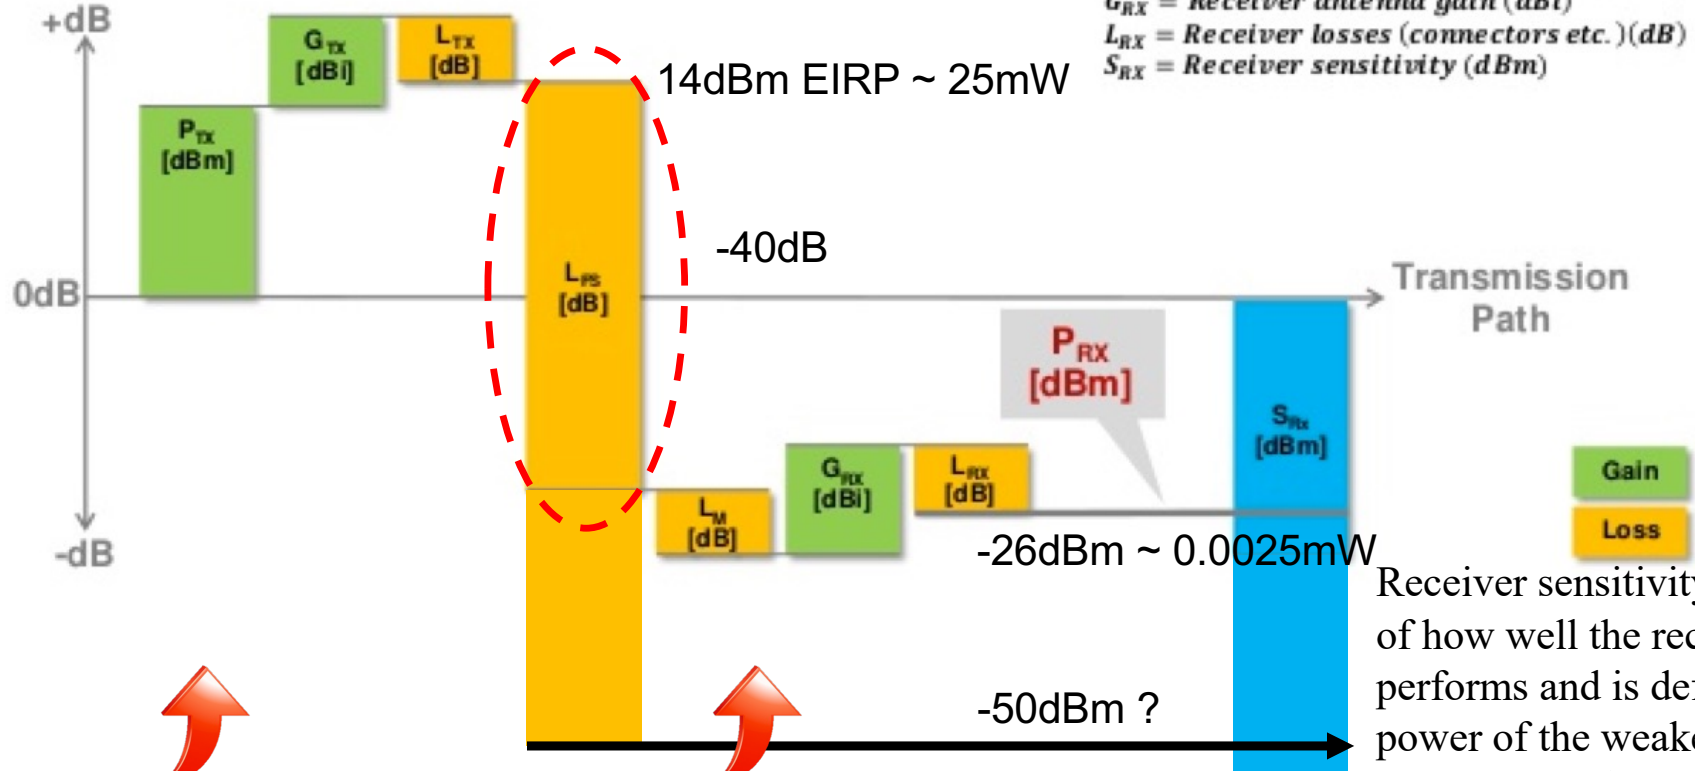 +dB
G_TX
[dBi]
L_TX
[dB]
G_RX = Receiver antenna gain (dBi)
L_RX = Receiver losses (connectors etc.)(dB)
S_RX = Receiver sensitivity (dBm)
14dBm EIRP ~ 25mW
P_TX
[dBm]
-40dB
L_FS
[dB]
0dB
Transmission
Path
P_RX
[dBm]
S_Rx
[dBm]
G_RX
[dBi]
L_RX
[dB]
L_M
[dB]
Gain
Loss
-dB
-26dBm ~ 0.0025mW
Receiver sensitivity
of how well the rec
performs and is de
-50dBm ?
power of the weake